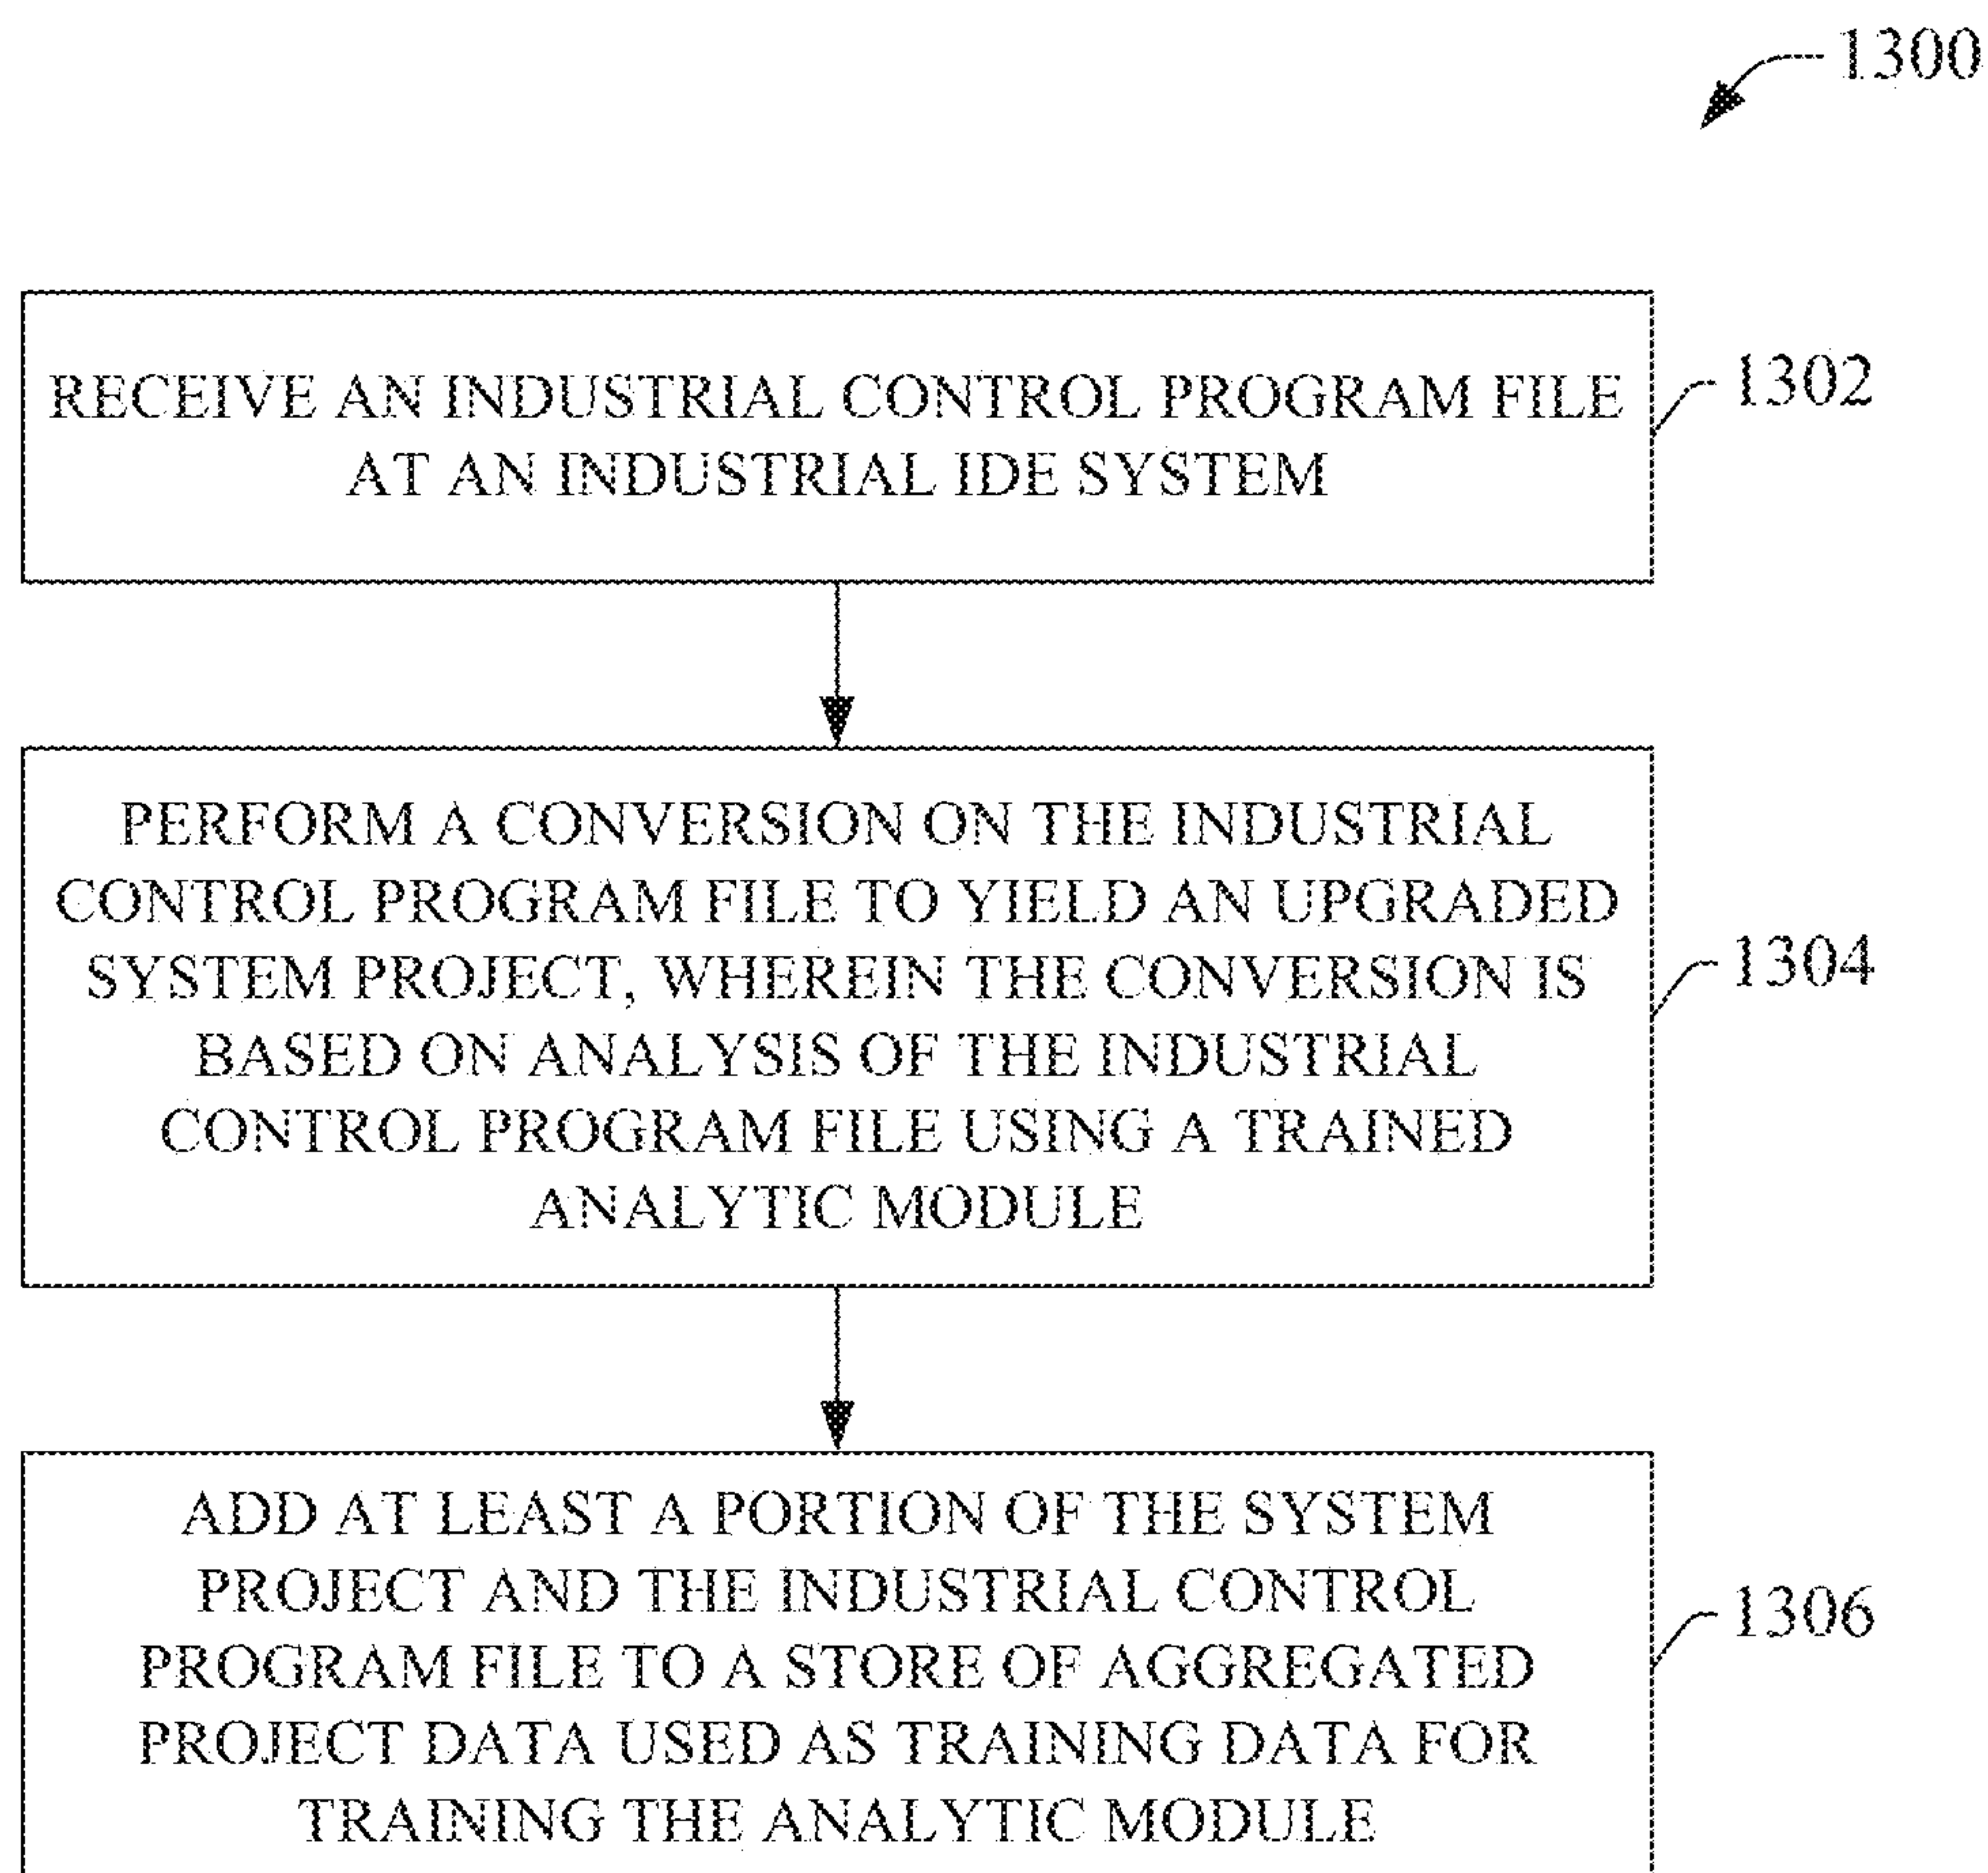 1300
RECEIVE AN INDUSTRIAL CONTROL PROGRAM FILE
AT AN INDUSTRIAL IDE SYSTEM
1302
PERFORM A CONVERSION ON THE INDUSTRIAL
CONTROL PROGRAM FILE TO YIELD AN UPGRADED
SYSTEM PROJECT, WHEREIN THE CONVERSION IS
BASED ON ANALYSIS OF THE INDUSTRIAL
CONTROL PROGRAM FILE USING A TRAINED
ANALYTIC MODULE
1304
ADD AT LEAST A PORTION OF THE SYSTEM
PROJECT AND THE INDUSTRIAL CONTROL
PROGRAM FILE TO A STORE OF AGGREGATED
PROJECT DATA USED AS TRAINING DATA FOR
TRAINING THE ANALYTIC MODULE
1306